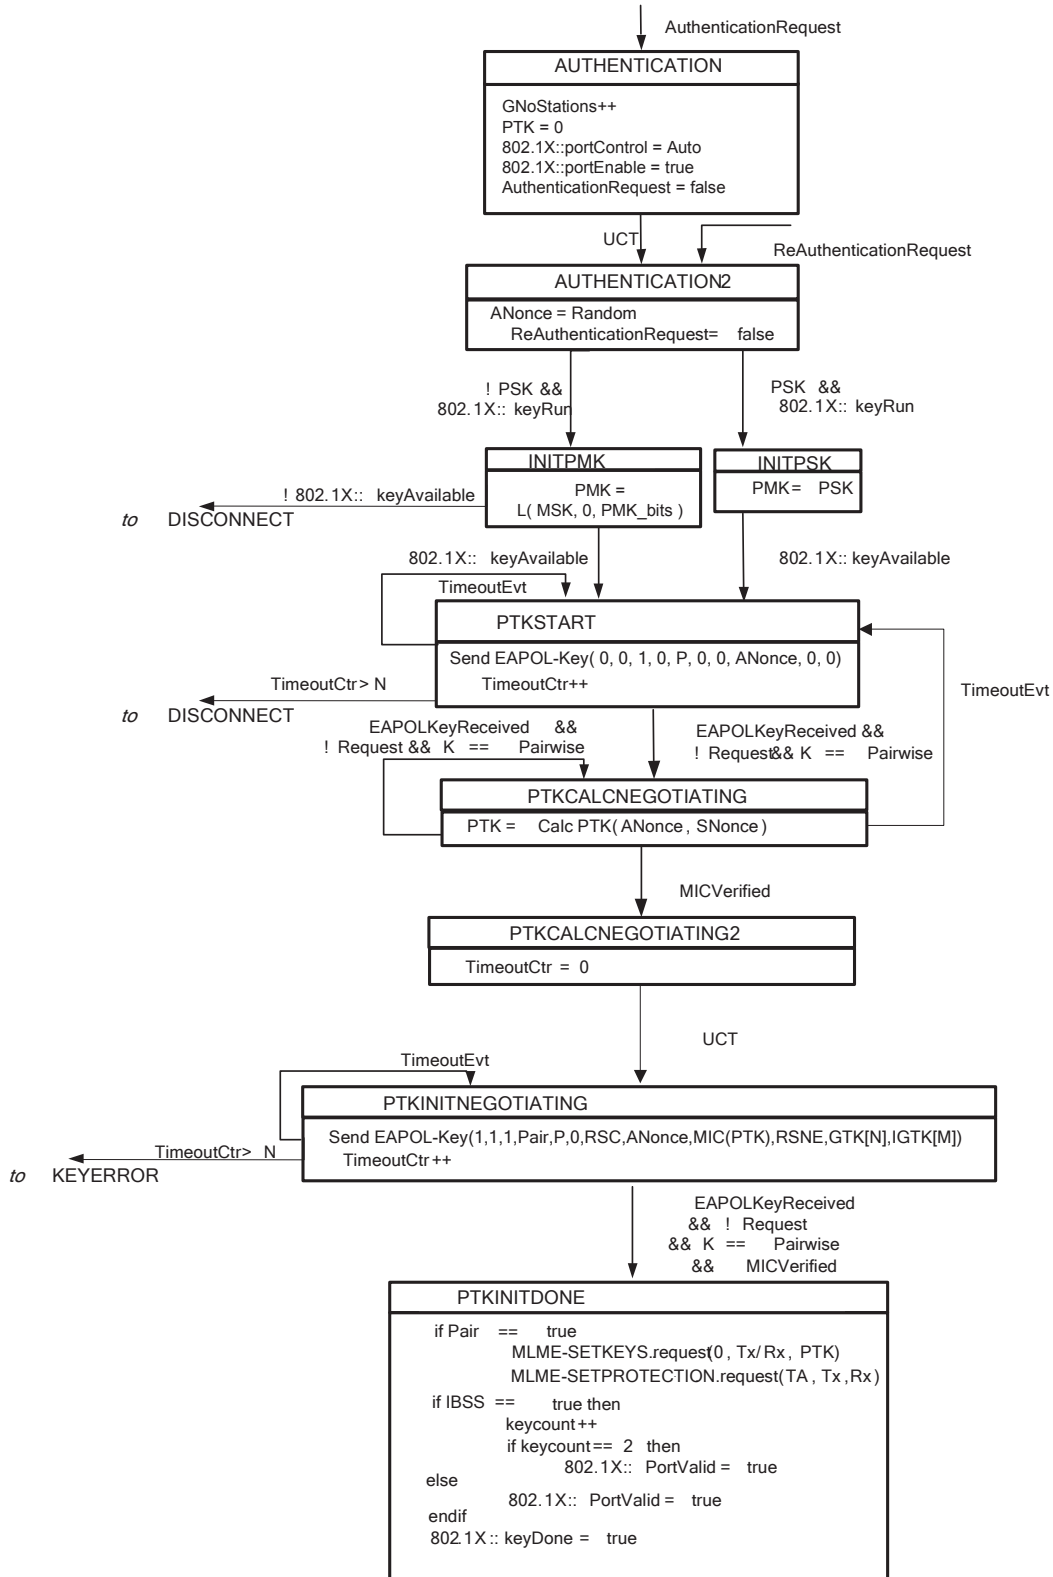 AuthenticationRequest
AUTHENTICATION
GNoStations++
PTK = 0
802.1X::portControl = Auto
802.1X::portEnable = true
AuthenticationRequest = false
UCT
ReAuthenticationRequest
AUTHENTICATION2
ANonce = Random
ReAuthenticationRequest= false
! PSK &&
802.1X:: keyRun
PSK &&
802.1X:: keyRun
INITPMK
PMK =
L( MSK, 0, PMK_bits )
INITPSK
PMK= PSK
! 802.1X:: keyAvailable
to DISCONNECT
802.1X:: keyAvailable
802.1X:: keyAvailable
TimeoutEvt
PTKSTART
Send EAPOL-Key( 0, 0, 1, 0, P, 0, 0, ANonce, 0, 0)
TimeoutCtr++
TimeoutCtr> N
to DISCONNECT
TimeoutEvt
EAPOLKeyReceived &&
! Request && K == Pairwise
EAPOLKeyReceived &&
! Request&& K == Pairwise
PTKCALCNEGOTIATING
PTK = Calc PTK( ANonce , SNonce )
MICVerified
PTKCALCNEGOTIATING2
TimeoutCtr = 0
UCT
TimeoutEvt
PTKINITNEGOTIATING
Send EAPOL-Key(1,1,1,Pair,P,0,RSC,ANonce,MIC(PTK),RSNE,GTK[N],IGTK[M])
TimeoutCtr ++
TimeoutCtr> N
to KEYERROR
EAPOLKeyReceived
&& ! Request
&& K == Pairwise
&& MICVerified
PTKINITDONE
if Pair == true
MLME-SETKEYS.request(0 , Tx/ Rx , PTK)
MLME-SETPROTECTION.request(TA , Tx ,Rx )
if IBSS == true then
keycount ++
if keycount == 2 then
802.1X:: PortValid = true
else
802.1X:: PortValid = true
endif
802.1X :: keyDone = true